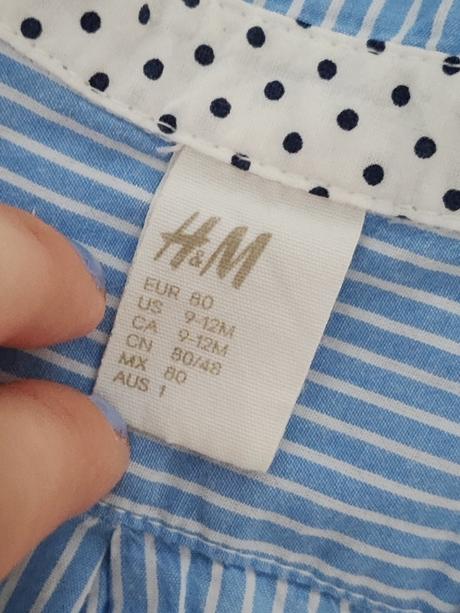 H&M
EUR 80
US 9-12M
CA 9-12M
CN 80/48
MX 80
AUS 1